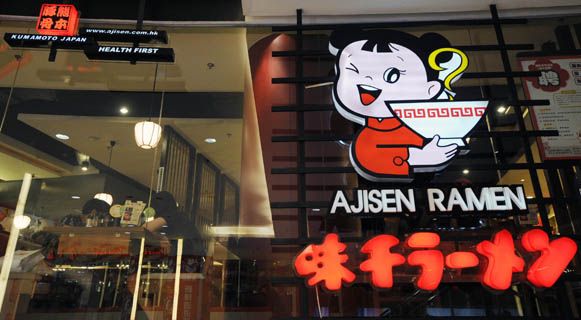 熊本
豚骨
KUMAMOTO JAPAN
www.ajisen.com.hk
HEALTH FIRST
AJISEN RAMEN
味千ラーメン